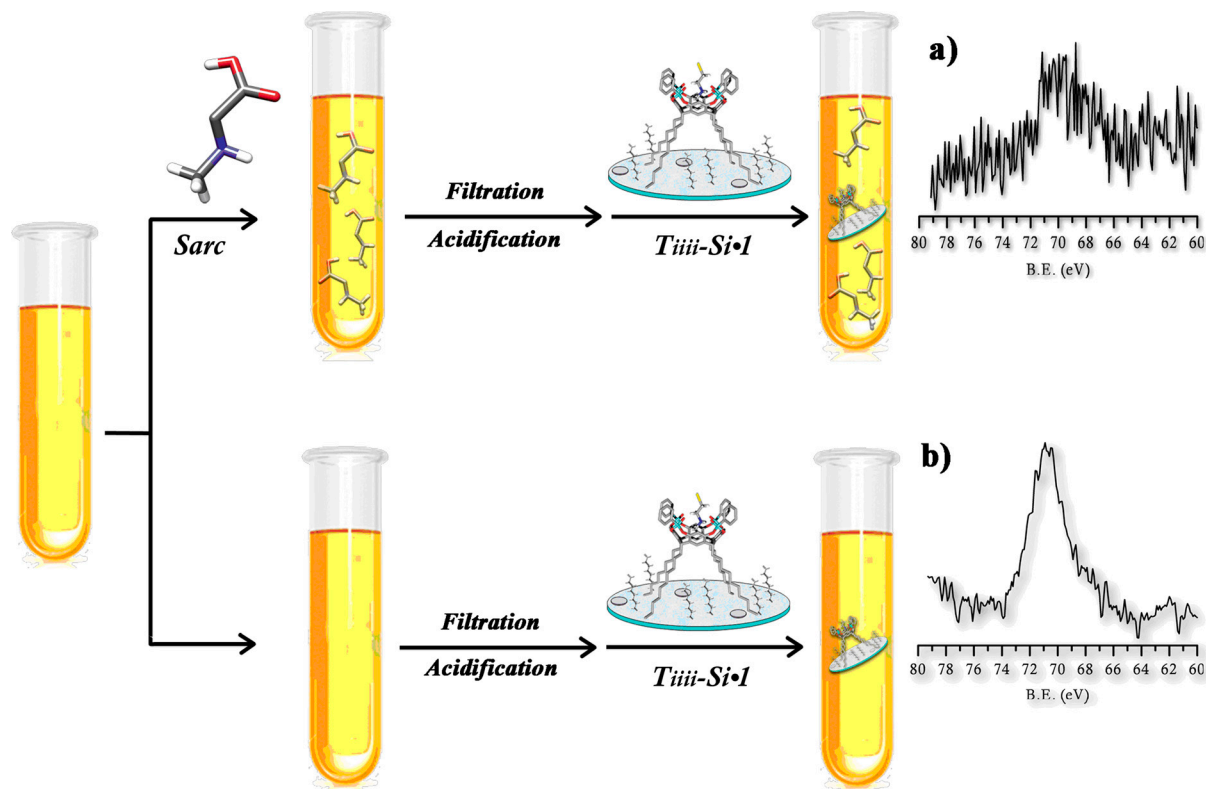 a)
Filtration
Acidification
Sarc
Tiiii-Si•1
80 78 76 74 72 70 68 66 64 62 60
B.E. (eV)
b)
Filtration
Acidification
Tiiii-Si•1
80 78 76 74 72 70 68 66 64 62 60
B.E. (eV)